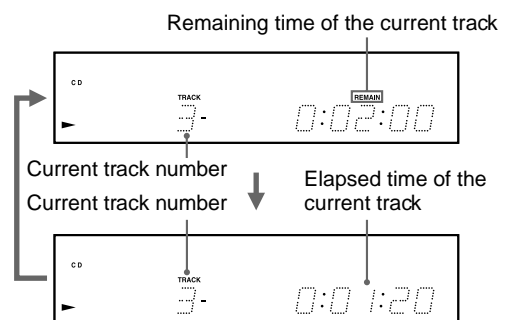 Remaining time of the current track
CD
TRACK
REMAIN
3-
0:02:00
Current track number
Current track number
Elapsed time of the
current track
CD
TRACK
3-
0:01:20